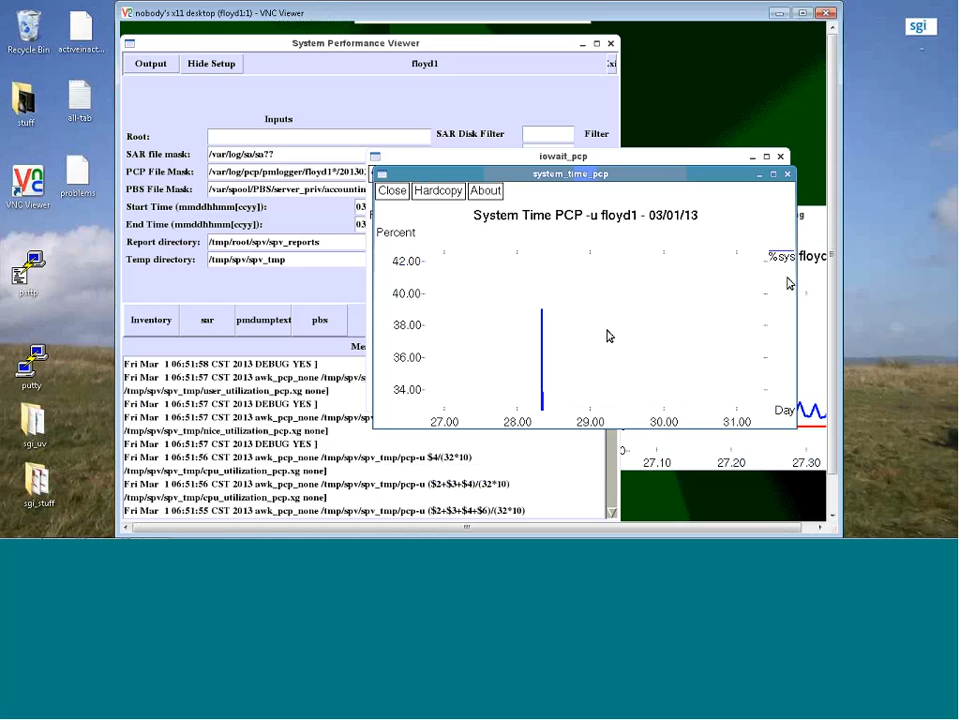 nobody's x11 desktop (floyd1:1) - VNC Viewer
Recycle Bin
activeinact...
sgi
stuff
all-tab
VNC Viewer
problems
psftp
putty
sgi_uv
sgi_stuff
System Performance Viewer
Output
Hide Setup
floyd1
Inputs
Root:
SAR Disk Filter
Filter
SAR file mask:
/var/log/sa/sa??
PCP File Mask:
/var/log/pcp/pmlogger/floyd1*/20130
PBS File Mask:
/var/spool/PBS/server_priv/accountin
Start Time (mmddhhmm[ccyy]):
03
End Time (mmddhhmm[ccyy]):
03
Report directory:
/tmp/root/spv/spv_reports
Temp directory:
/tmp/spv/spv_tmp
Inventory
sar
pmdumptext
pbs
Me
Fri Mar 1 06:51:58 CST 2013 DEBUG YES ]
Fri Mar 1 06:51:57 CST 2013 awk_pcp_none /tmp/spv/s
/tmp/spv/spv_tmp/user_utilization_pcp.xg none]
Fri Mar 1 06:51:57 CST 2013 DEBUG YES ]
Fri Mar 1 06:51:57 CST 2013 awk_pcp_none /tmp/spv/sp
/tmp/spv/spv_tmp/nice_utilization_pcp.xg none]
Fri Mar 1 06:51:57 CST 2013 DEBUG YES ]
Fri Mar 1 06:51:56 CST 2013 awk_pcp_none /tmp/spv/spv_tmp/pcp-u $4/(32*10)
/tmp/spv/spv_tmp/cpu_utilization_pcp.xg none]
Fri Mar 1 06:51:56 CST 2013 awk_pcp_none /tmp/spv/spv_tmp/pcp-u ($2+$3+$4)/(32*10)
/tmp/spv/spv_tmp/cpu_utilization_pcp.xg none]
Fri Mar 1 06:51:55 CST 2013 awk_pcp_none /tmp/spv/spv_tmp/pcp-u ($2+$3+$4+$6)/(32*10)
iowait_pcp
system_time_pcp
Close
Hardcopy
About
System Time PCP -u floyd1 - 03/01/13
Percent
%sys
floyd
42.00
40.00
38.00
36.00
34.00
Day
27.00
28.00
29.00
30.00
31.00
27.10
27.20
27.30